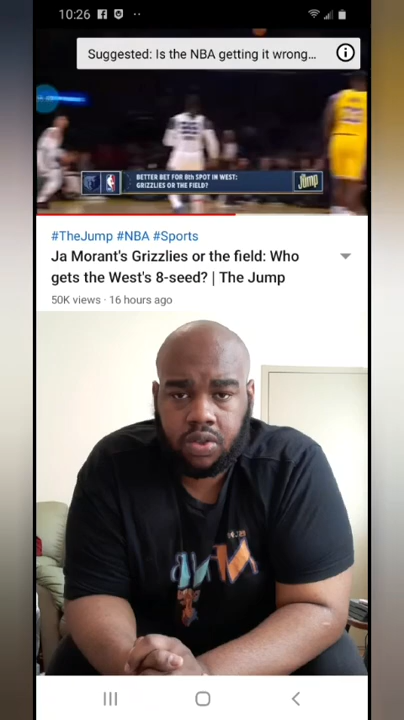 10:26
Suggested: Is the NBA getting it wrong...
BETTER BET FOR 8th SPOT IN WEST:
GRIZZLIES OR THE FIELD?
Jump
#TheJump #NBA #Sports
Ja Morant's Grizzlies or the field: Who
gets the West's 8-seed? | The Jump
50K views · 16 hours ago